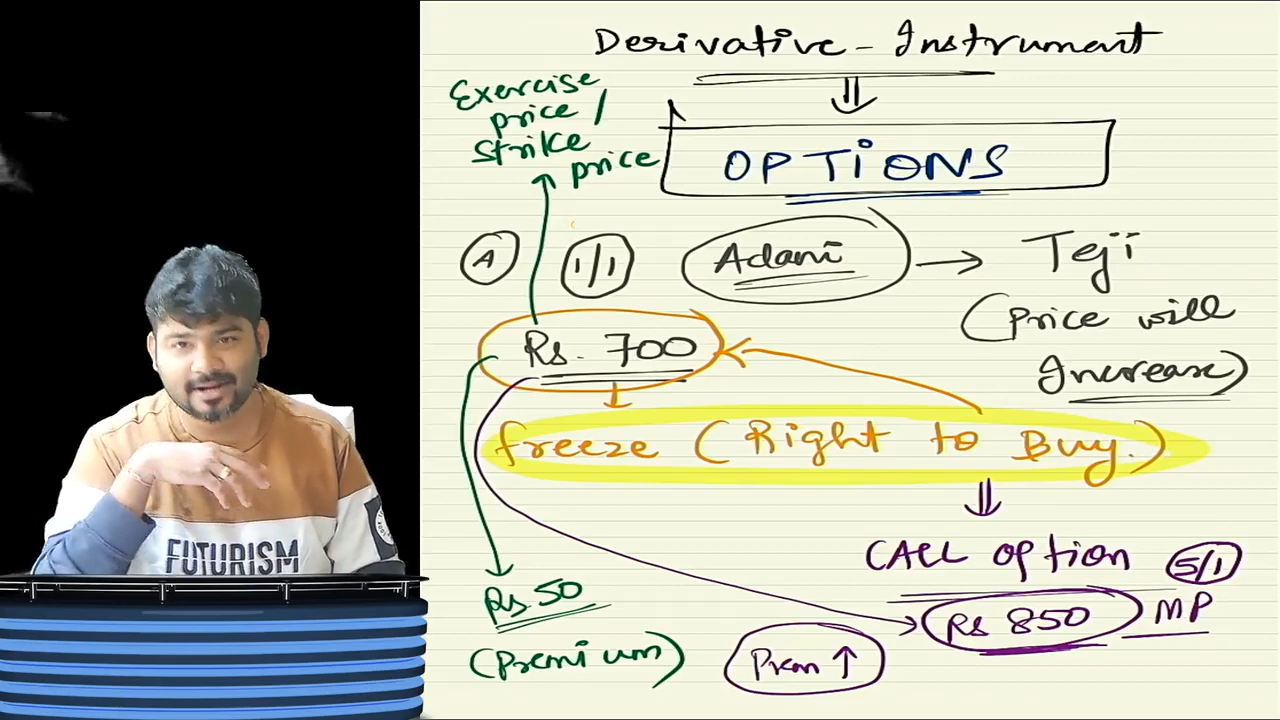 Derivative - Instrument
⇓
Exercise
price /
Strike
price
OPTIONS
A
1/1
Adani → Teji
(Price will
Increase)
Rs. 700
freeze (Right to Buy.)
⇓
CALL option
5/1
Rs 850 MP
Rs 50
(Premium)
Prem ↑
FUTURISM